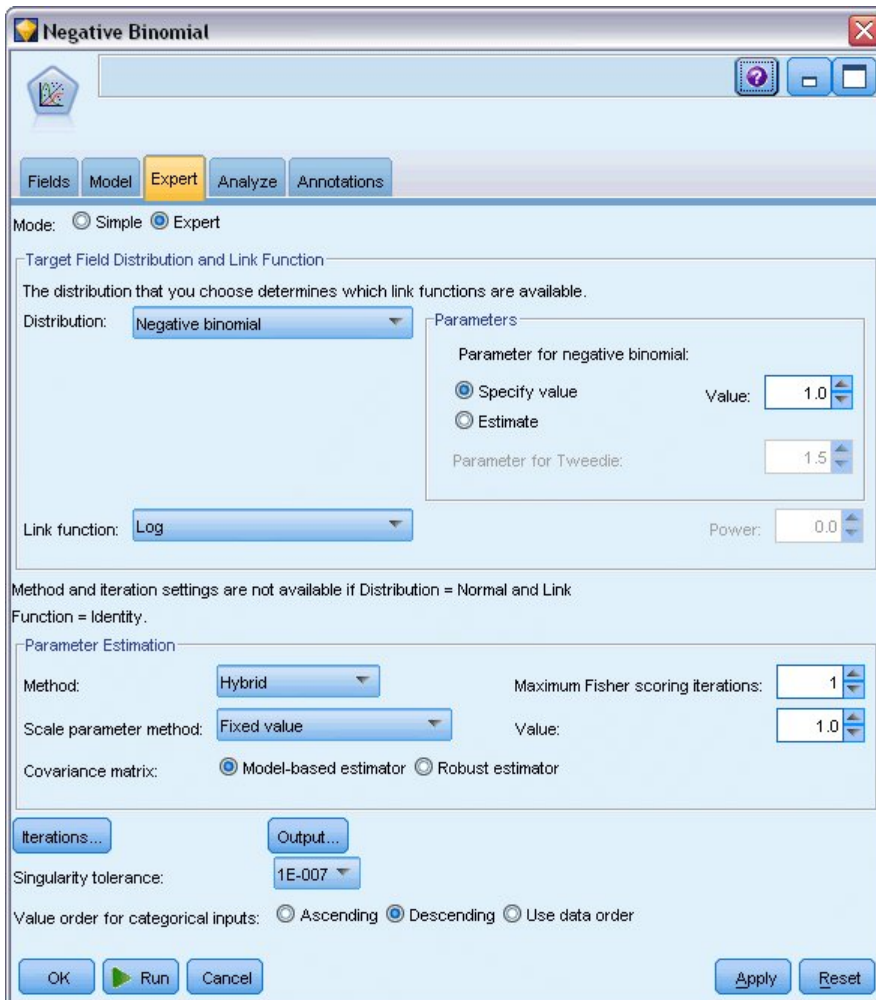 Negative Binomial
Fields Model Expert Analyze Annotations
Mode: Simple Expert
Target Field Distribution and Link Function
The distribution that you choose determines which link functions are available.
Distribution: Negative binomial
Parameters
Parameter for negative binomial:
Specify value Value: 1.0
Estimate
Parameter for Tweedie: 1.5
Link function: Log Power: 0.0
Method and iteration settings are not available if Distribution = Normal and Link
Function = Identity.
Parameter Estimation
Method: Hybrid Maximum Fisher scoring iterations: 1
Scale parameter method: Fixed value Value: 1.0
Covariance matrix: Model-based estimator Robust estimator
Iterations... Output...
Singularity tolerance: 1E-007
Value order for categorical inputs: Ascending Descending Use data order
OK Run Cancel Apply Reset